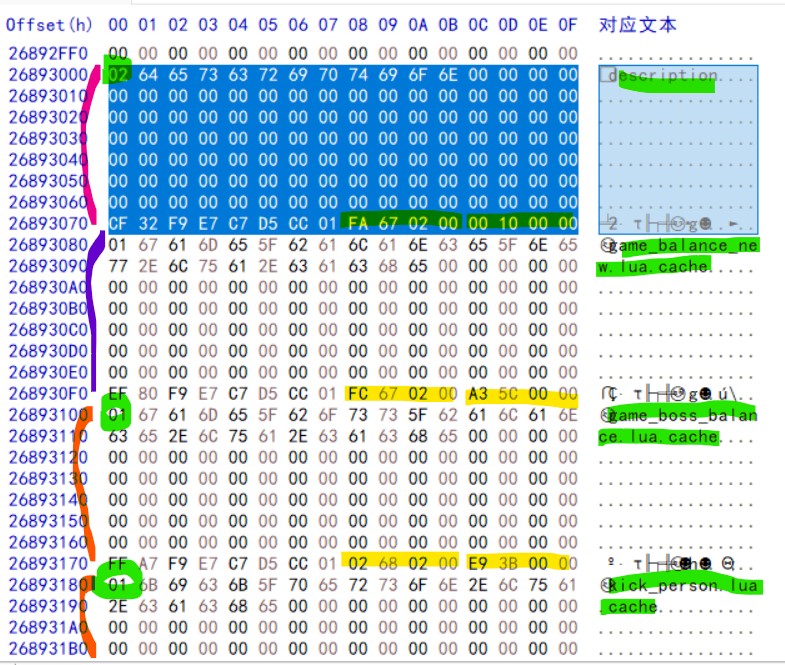 Offset(h) 00 01 02 03 04 05 06 07 08 09 0A 0B 0C 0D 0E 0F 对应文本
26892FF0 00 00 00 00 00 00 00 00 00 00 00 00 00 00 00 00 ................
26893000 02 64 65 73 63 72 69 70 74 69 6F 6E 00 00 00 00 description....
26893010 00 00 00 00 00 00 00 00 00 00 00 00 00 00 00 00 ................
26893020 00 00 00 00 00 00 00 00 00 00 00 00 00 00 00 00 ................
26893030 00 00 00 00 00 00 00 00 00 00 00 00 00 00 00 00 ................
26893040 00 00 00 00 00 00 00 00 00 00 00 00 00 00 00 00 ................
26893050 00 00 00 00 00 00 00 00 00 00 00 00 00 00 00 00 ................
26893060 00 00 00 00 00 00 00 00 00 00 00 00 00 00 00 00 ................
26893070 CF 32 F9 E7 C7 D5 CC 01 FA 67 02 00 00 10 00 00
26893080 01 67 61 6D 65 5F 62 61 6C 61 6E 63 65 5F 6E 65 ☺game_balance_ne
26893090 77 2E 6C 75 61 2E 63 61 63 68 65 00 00 00 00 00 w.lua.cache.....
268930A0 00 00 00 00 00 00 00 00 00 00 00 00 00 00 00 00 ................
268930B0 00 00 00 00 00 00 00 00 00 00 00 00 00 00 00 00 ................
268930C0 00 00 00 00 00 00 00 00 00 00 00 00 00 00 00 00 ................
268930D0 00 00 00 00 00 00 00 00 00 00 00 00 00 00 00 00 ................
268930E0 00 00 00 00 00 00 00 00 00 00 00 00 00 00 00 00 ................
268930F0 EF 80 F9 E7 C7 D5 CC 01 FC 67 02 00 A3 5C 00 00
26893100 01 67 61 6D 65 5F 62 6F 73 73 5F 62 61 6C 61 6E ☺game_boss_balan
26893110 63 65 2E 6C 75 61 2E 63 61 63 68 65 00 00 00 00 ce.lua.cache....
26893120 00 00 00 00 00 00 00 00 00 00 00 00 00 00 00 00 ................
26893130 00 00 00 00 00 00 00 00 00 00 00 00 00 00 00 00 ................
26893140 00 00 00 00 00 00 00 00 00 00 00 00 00 00 00 00 ................
26893150 00 00 00 00 00 00 00 00 00 00 00 00 00 00 00 00 ................
26893160 00 00 00 00 00 00 00 00 00 00 00 00 00 00 00 00 ................
26893170 FF A7 F9 E7 C7 D5 CC 01 02 68 02 00 E9 3B 00 00
26893180 01 6B 69 63 6B 5F 70 65 72 73 6F 6E 2E 6C 75 61 ☺kick_person.lua
26893190 2E 63 61 63 68 65 00 00 00 00 00 00 00 00 00 00 .cache..........
268931A0 00 00 00 00 00 00 00 00 00 00 00 00 00 00 00 00 ................
268931B0 00 00 00 00 00 00 00 00 00 00 00 00 00 00 00 00 ................